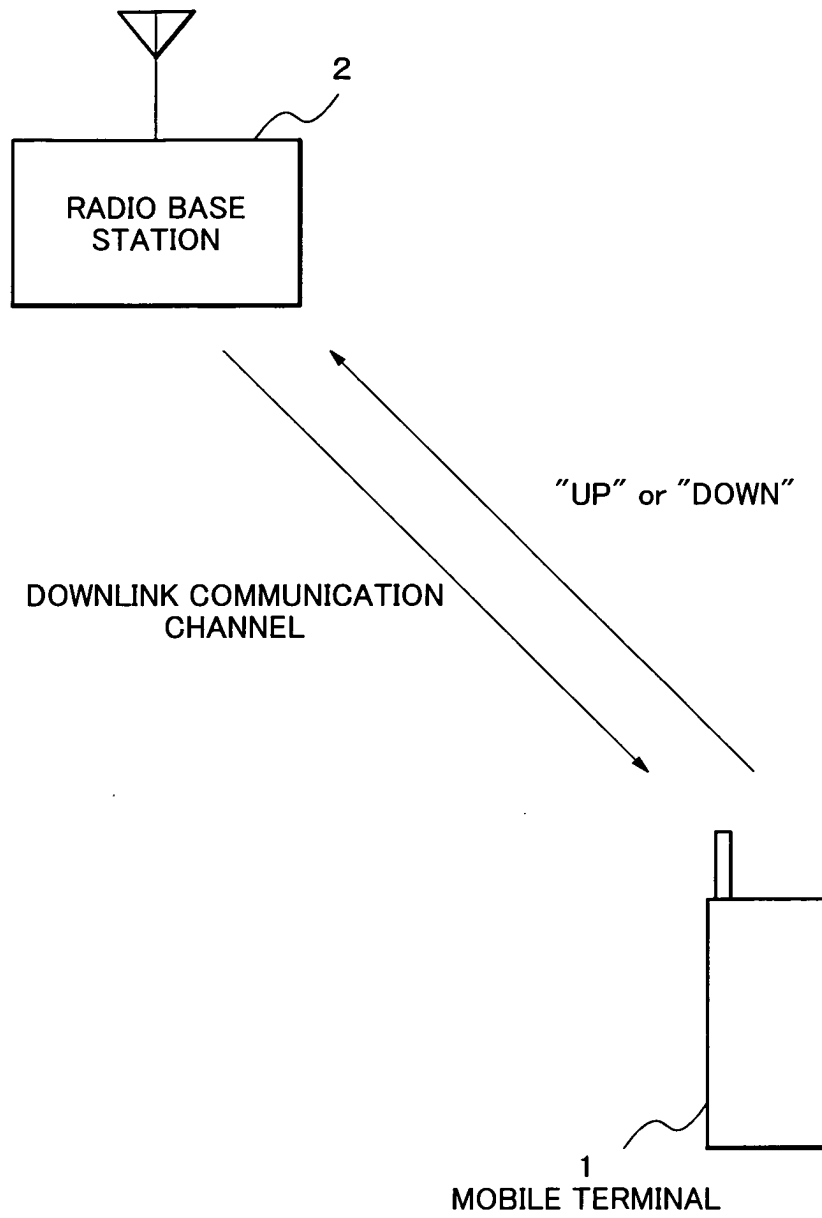 2
RADIO BASE
STATION
"UP" or "DOWN"
DOWNLINK COMMUNICATION
CHANNEL
1
MOBILE TERMINAL